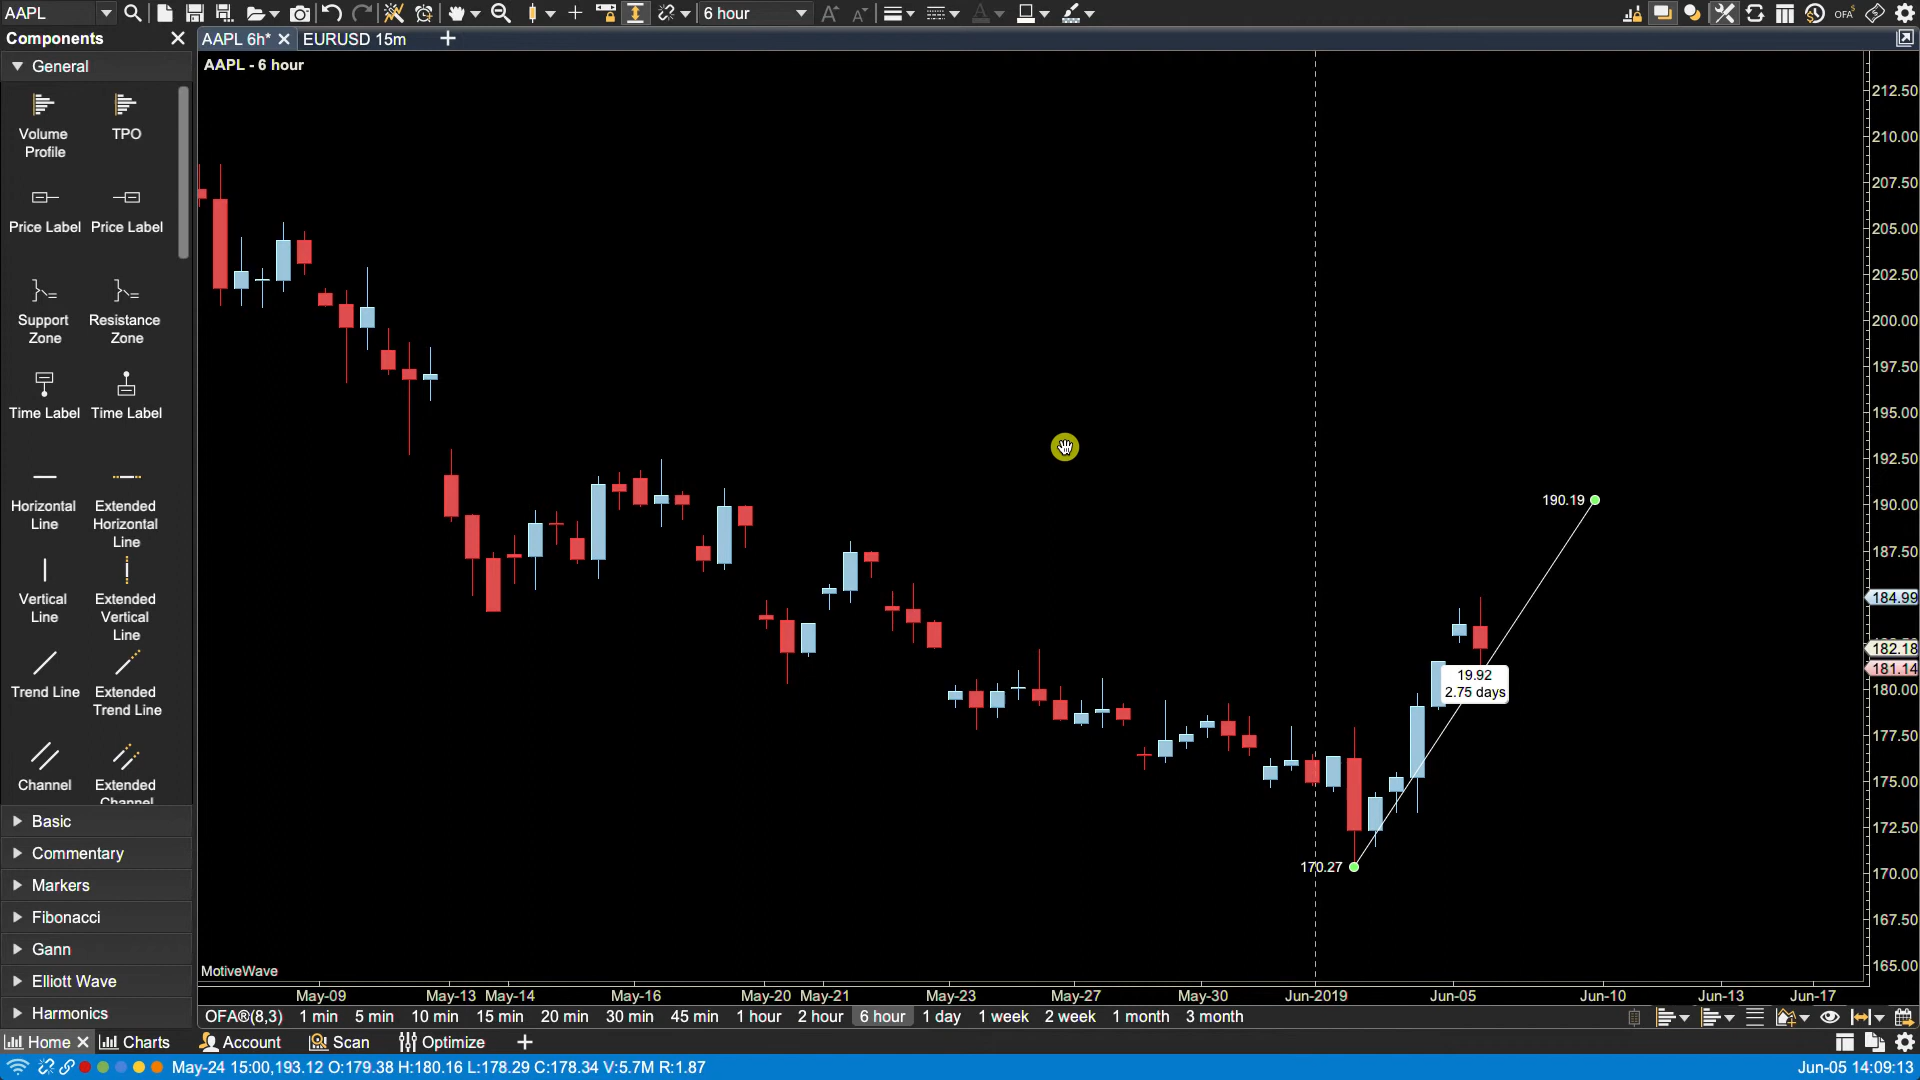 AAPL
6 hour
OFA
Components
AAPL 6h*
EURUSD 15m
General
AAPL - 6 hour
Volume Profile
TPO
Price Label
Price Label
Support Zone
Resistance Zone
Time Label
Time Label
Horizontal Line
Extended Horizontal Line
Vertical Line
Extended Vertical Line
Trend Line
Extended Trend Line
Channel
Extended Channel
Basic
Commentary
Markers
Fibonacci
Gann
Elliott Wave
Harmonics
212.50
210.00
207.50
205.00
202.50
200.00
197.50
195.00
192.50
190.00
187.50
184.99
182.18
181.14
180.00
177.50
175.00
172.50
170.00
167.50
165.00
190.19
19.92
2.75 days
170.27
MotiveWave
May-09 May-13 May-14 May-16 May-20 May-21 May-23 May-27 May-30 Jun-2019 Jun-05 Jun-10 Jun-13 Jun-17
OFA®(8,3) 1 min 5 min 10 min 15 min 20 min 30 min 45 min 1 hour 2 hour 6 hour 1 day 1 week 2 week 1 month 3 month
Home Charts Account Scan Optimize
May-24 15:00,193.12 O:179.38 H:180.16 L:178.29 C:178.34 V:5.7M R:1.87
Jun-05 14:09:13